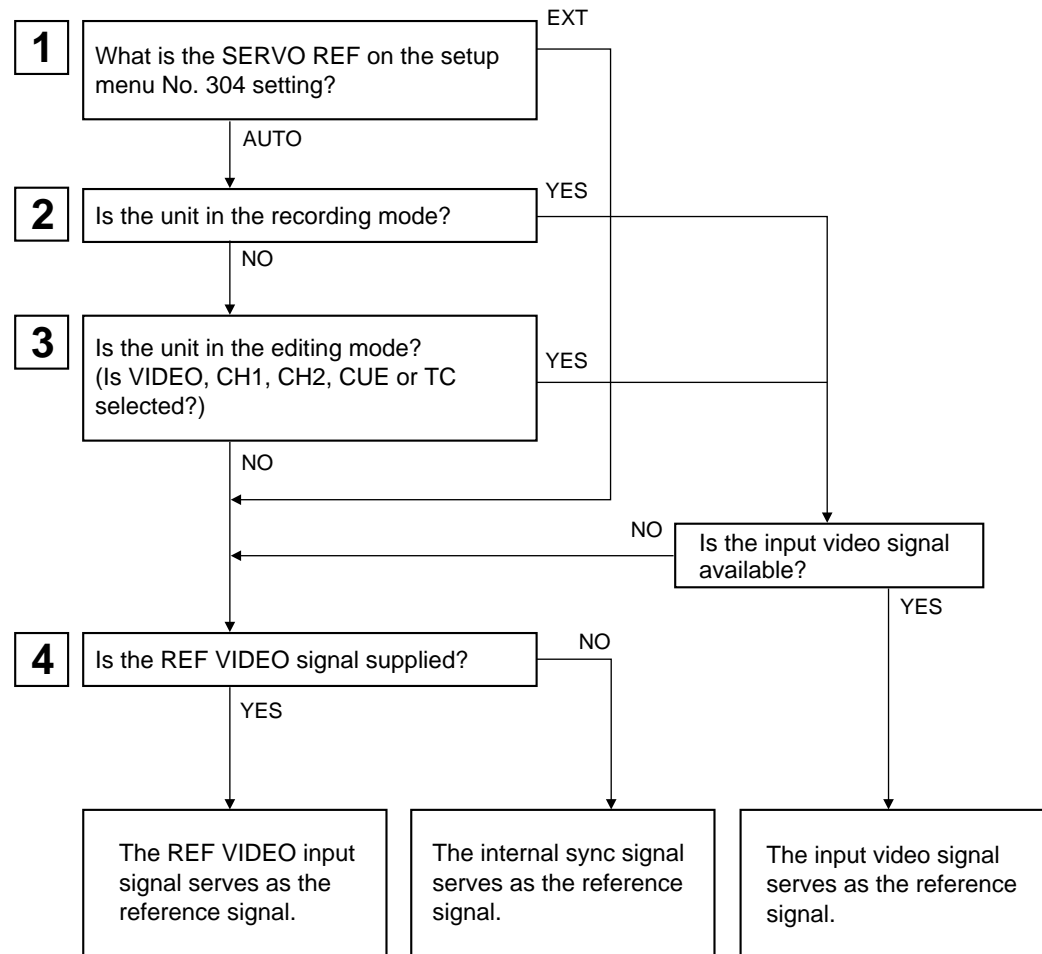 EXT
1
What is the SERVO REF on the setup
menu No. 304 setting?
AUTO
2
Is the unit in the recording mode?
YES
NO
3
Is the unit in the editing mode?
(Is VIDEO, CH1, CH2, CUE or TC
selected?)
YES
NO
NO
Is the input video signal
available?
YES
4
Is the REF VIDEO signal supplied?
NO
YES
The REF VIDEO input
signal serves as the
reference signal.
The internal sync signal
serves as the reference
signal.
The input video signal
serves as the reference
signal.